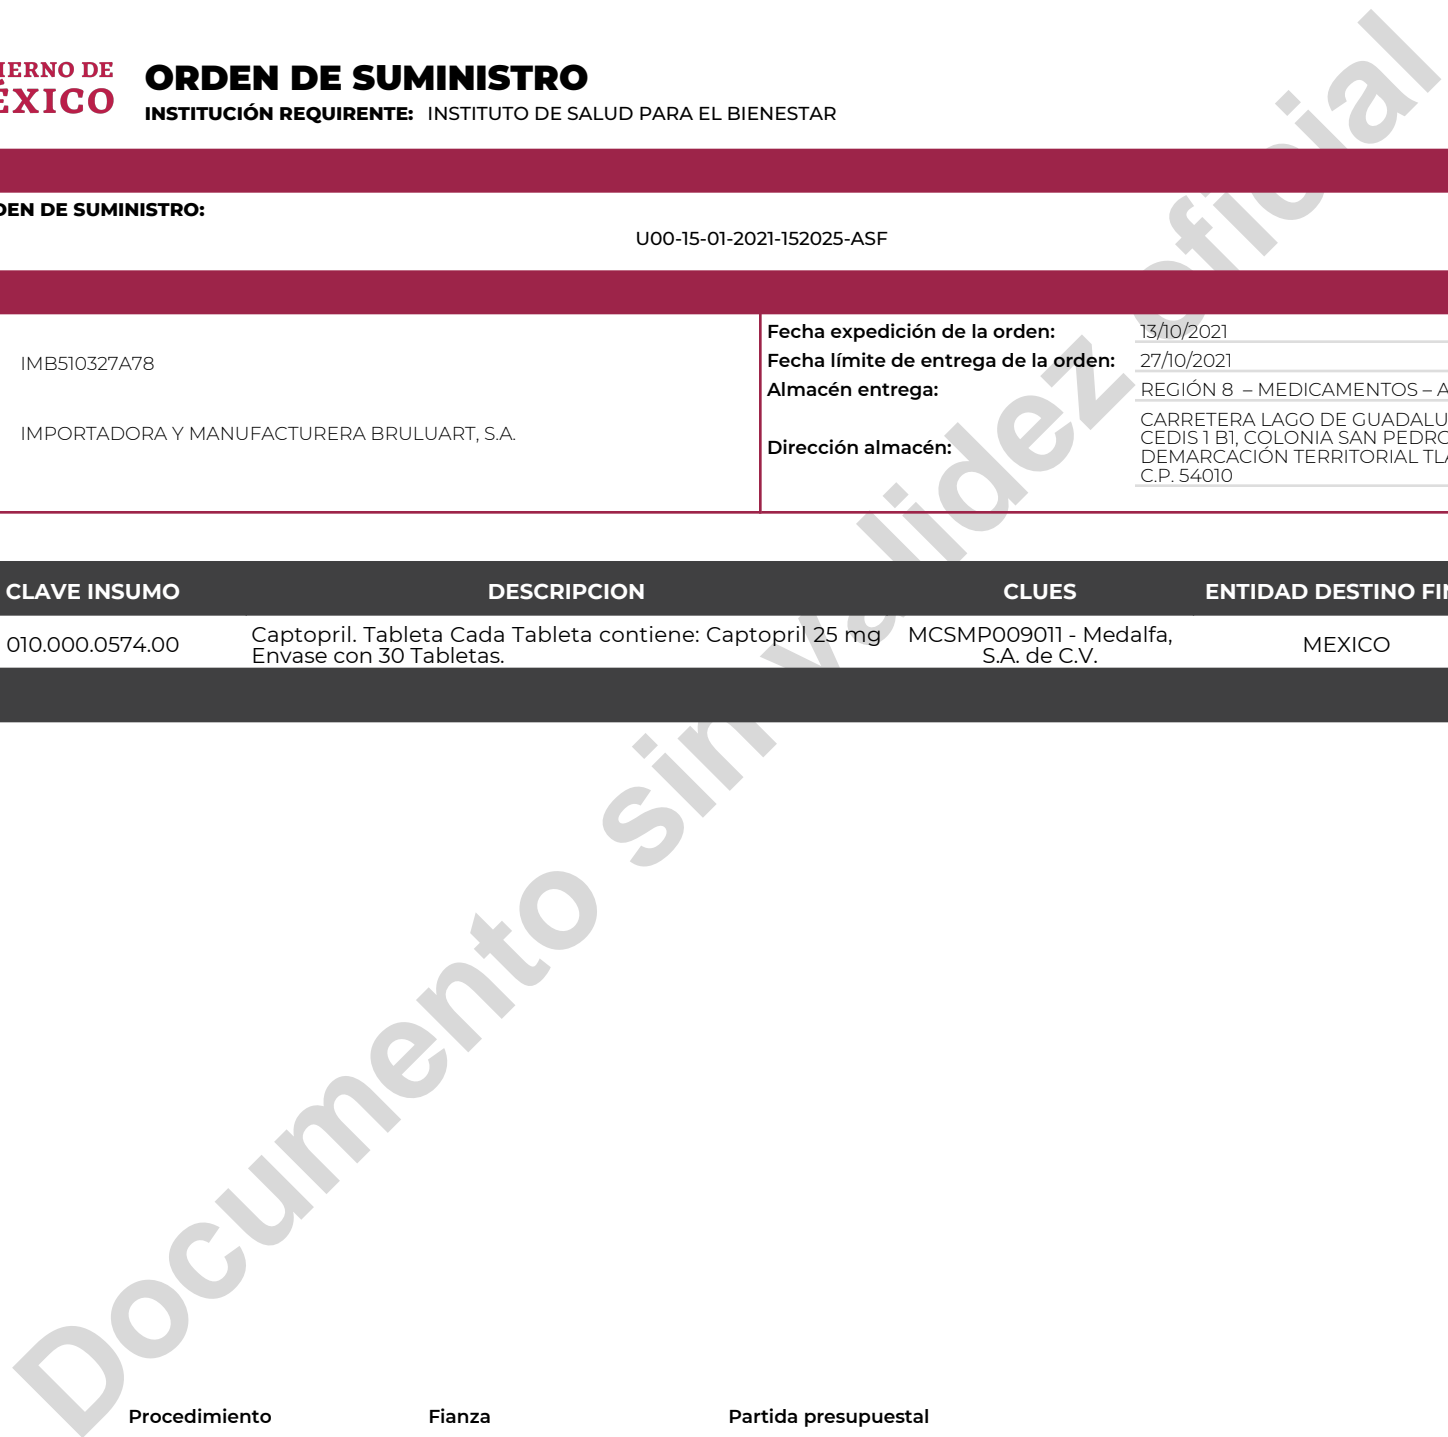 IERNO DE
ÉXICO
ORDEN DE SUMINISTRO
INSTITUCIÓN REQUIRENTE: INSTITUTO DE SALUD PARA EL BIENESTAR
DEN DE SUMINISTRO:
U00-15-01-2021-152025-ASF
IMB510327A78
IMPORTADORA Y MANUFACTURERA BRULUART, S.A.
Fecha expedición de la orden: 13/10/2021
Fecha límite de entrega de la orden: 27/10/2021
Almacén entrega: REGIÓN 8 – MEDICAMENTOS – A
Dirección almacén:
CARRETERA LAGO DE GUADALU
CEDIS 1 B1, COLONIA SAN PEDRO
DEMARCACIÓN TERRITORIAL TLA
C.P. 54010
CLAVE INSUMO DESCRIPCION CLUES ENTIDAD DESTINO FIN
010.000.0574.00
Captopril. Tableta Cada Tableta contiene: Captopril 25 mg
Envase con 30 Tabletas.
MCSMP009011 - Medalfa,
S.A. de C.V.
MEXICO
Documento sin validez oficial
Procedimiento Fianza Partida presupuestal